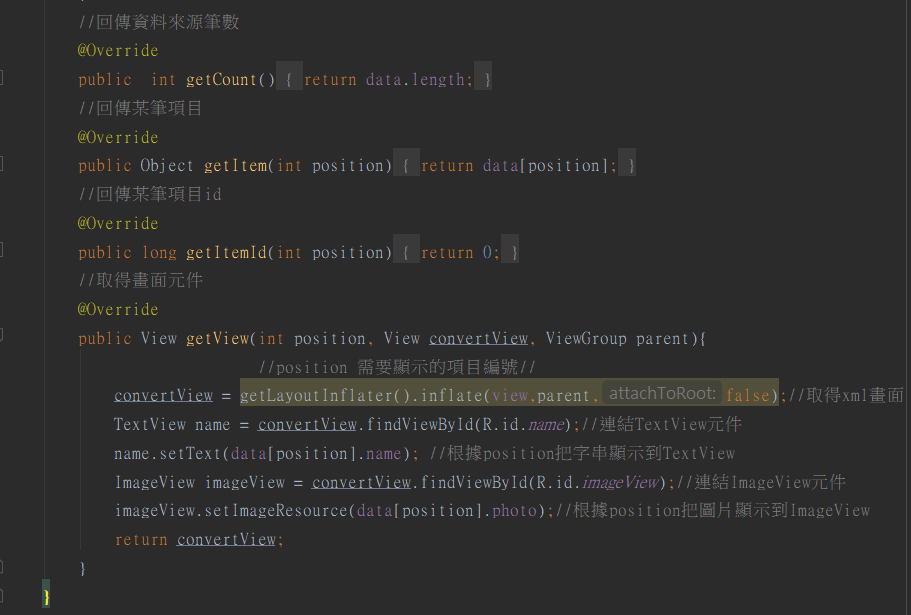 //回傳資料來源筆數
@Override
public  int getCount() { return data.length; }
//回傳某筆項目
@Override
public Object getItem(int position) { return data[position]; }
//回傳某筆項目id
@Override
public long getItemId(int position) { return 0; }
//取得畫面元件
@Override
public View getView(int position, View convertView, ViewGroup parent){
//position 需要顯示的項目編號//
convertView = getLayoutInflater().inflate(view,parent, attachToRoot: false);//取得xml畫面
TextView name = convertView.findViewById(R.id.name);//連結TextView元件
name.setText(data[position].name); //根據position把字串顯示到TextView
ImageView imageView = convertView.findViewById(R.id.imageView);//連結ImageView元件
imageView.setImageResource(data[position].photo);//根據position把圖片顯示到ImageView
return convertView;
}
}